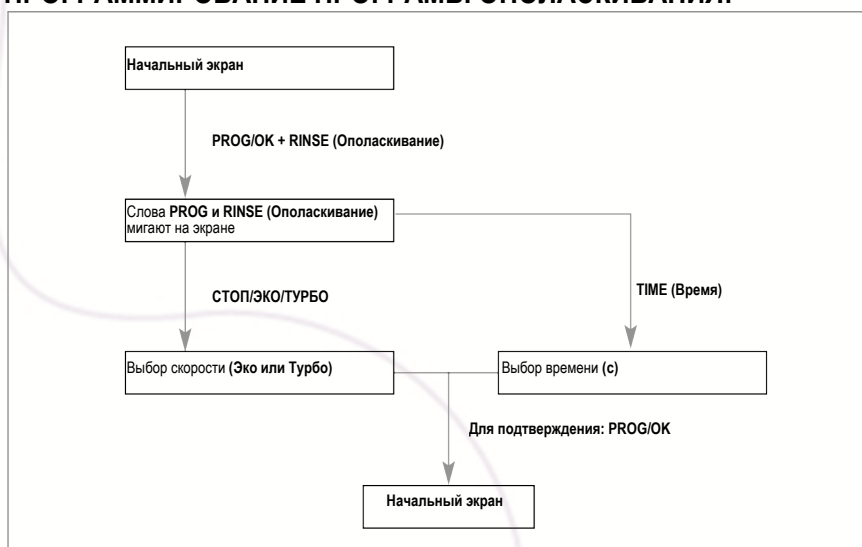 Начальный экран
PROG/OK + RINSE (Ополаскивание)
Слова PROG и RINSE (Ополаскивание)
мигают на экране
СТОП/ЭКО/ТУРБО
TIME (Время)
Выбор скорости (Эко или Турбо)
Выбор времени (с)
Для подтверждения: PROG/OK
Начальный экран